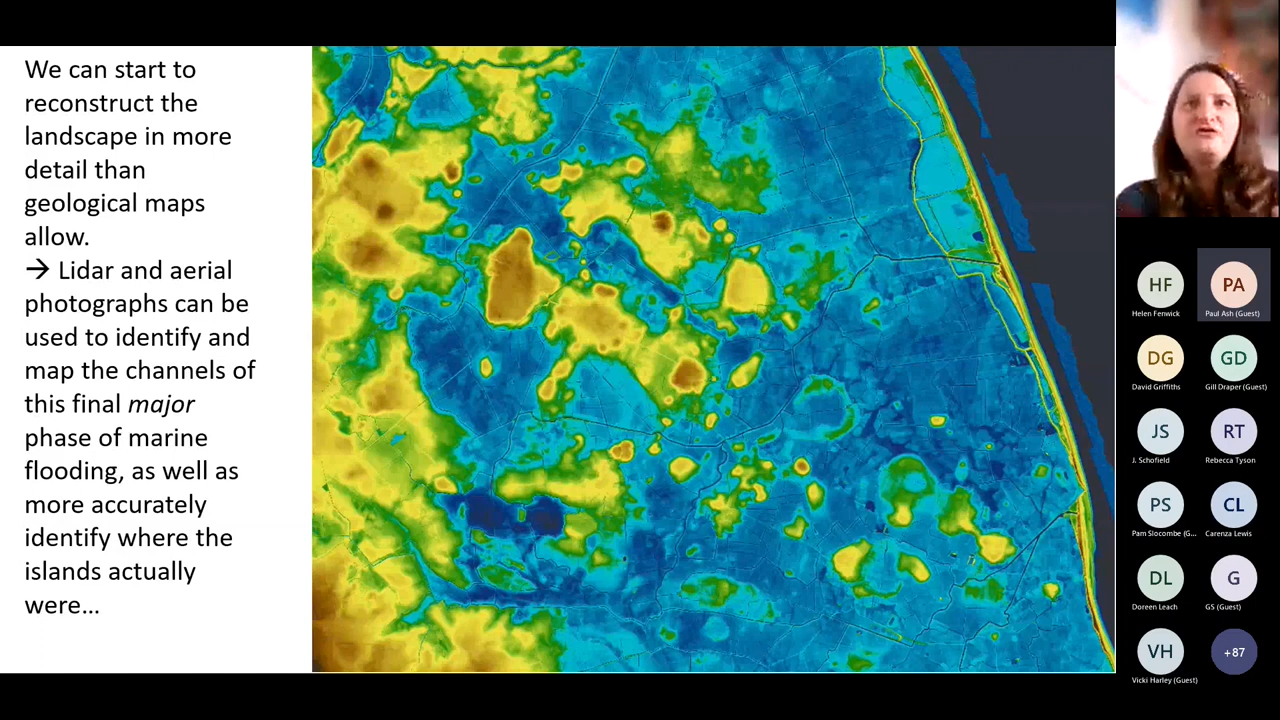 We can start to
reconstruct the
landscape in more
detail than
geological maps
allow.
→ Lidar and aerial
photographs can be
used to identify and
map the channels of
this final major
phase of marine
flooding, as well as
more accurately
identify where the
islands actually
were…
HF
Helen Fenwick
PA
Paul Ash (Guest)
DG
David Griffiths
GD
Gill Draper (Guest)
JS
J. Schofield
RT
Rebecca Tyson
PS
Pam Slocombe (G...
CL
Carenza Lewis
DL
Doreen Leach
G
GS (Guest)
VH
Vicki Harley (Guest)
+87